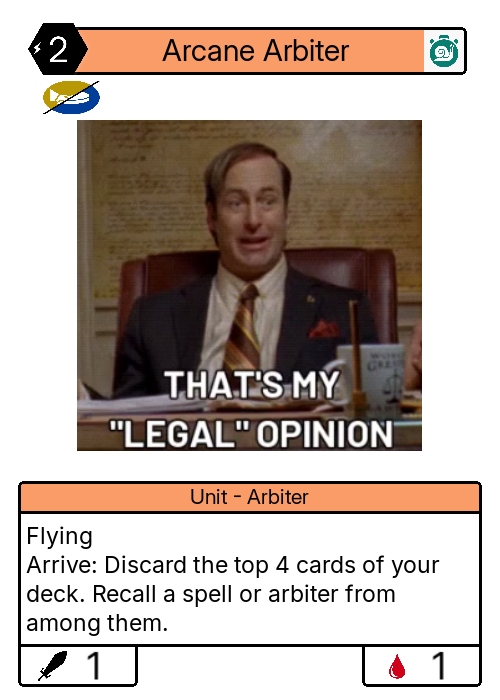 2
Arcane Arbiter
THAT'S MY
"LEGAL" OPINION
Unit - Arbiter
Flying
Arrive: Discard the top 4 cards of your
deck. Recall a spell or arbiter from
among them.
1
1